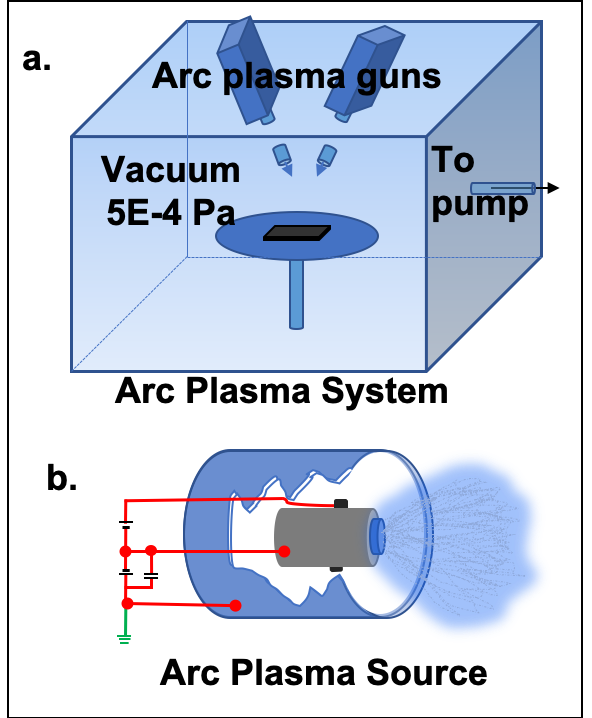 a.
Arc plasma guns
Vacuum
5E-4 Pa
To
pump
Arc Plasma System
b.
Arc Plasma Source